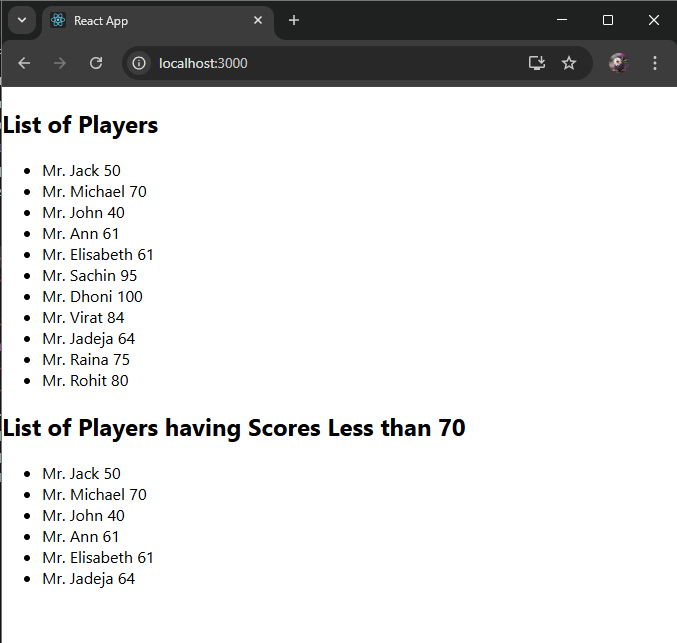 React App
localhost:3000
List of Players
Mr. Jack 50
Mr. Michael 70
Mr. John 40
Mr. Ann 61
Mr. Elisabeth 61
Mr. Sachin 95
Mr. Dhoni 100
Mr. Virat 84
Mr. Jadeja 64
Mr. Raina 75
Mr. Rohit 80
List of Players having Scores Less than 70
Mr. Jack 50
Mr. Michael 70
Mr. John 40
Mr. Ann 61
Mr. Elisabeth 61
Mr. Jadeja 64